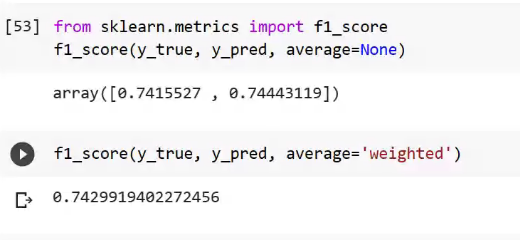 [53] from sklearn.metrics import f1_score
f1_score(y_true, y_pred, average=None)
array([0.7415527 , 0.74443119])
f1_score(y_true, y_pred, average='weighted')
0.7429919402272456